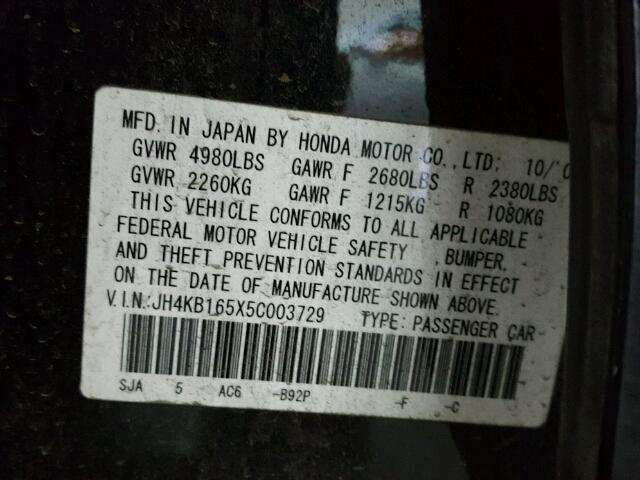 MFD. IN JAPAN BY HONDA MOTOR CO., LTD; 10/'0
GVWR 4980LBS GAWR F 2680LBS R 2380LBS
GVWR 2260KG GAWR F 1215KG R 1080KG
THIS VEHICLE CONFORMS TO ALL APPLICABLE
FEDERAL MOTOR VEHICLE SAFETY , BUMPER,
AND THEFT PREVENTION STANDARDS IN EFFECT
ON THE DATE OF MANUFACTURE SHOWN ABOVE.
V.I.N.:JH4KB165X5C003729 TYPE: PASSENGER CAR
SJA 5 AC6 -B92P -F -C